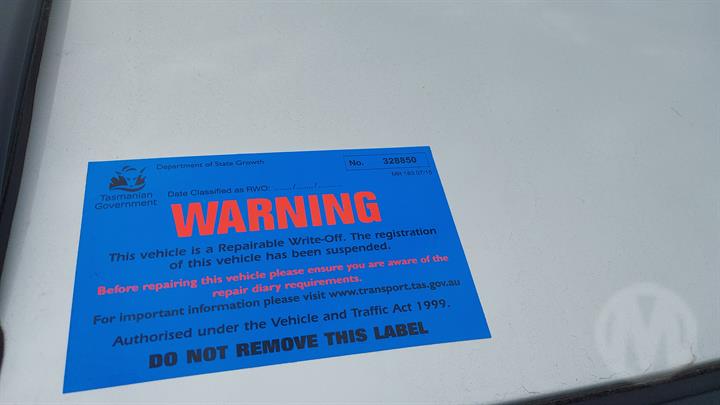 Department of State Growth
No. 328850
MR 183 07/15
Tasmanian
Government
Date Classified as RWO: ....../....../......
WARNING
This vehicle is a Repairable Write-Off. The registration
of this vehicle has been suspended.
Before repairing this vehicle please ensure you are aware of the
repair diary requirements.
For important information please visit www.transport.tas.gov.au
Authorised under the Vehicle and Traffic Act 1999.
DO NOT REMOVE THIS LABEL
M